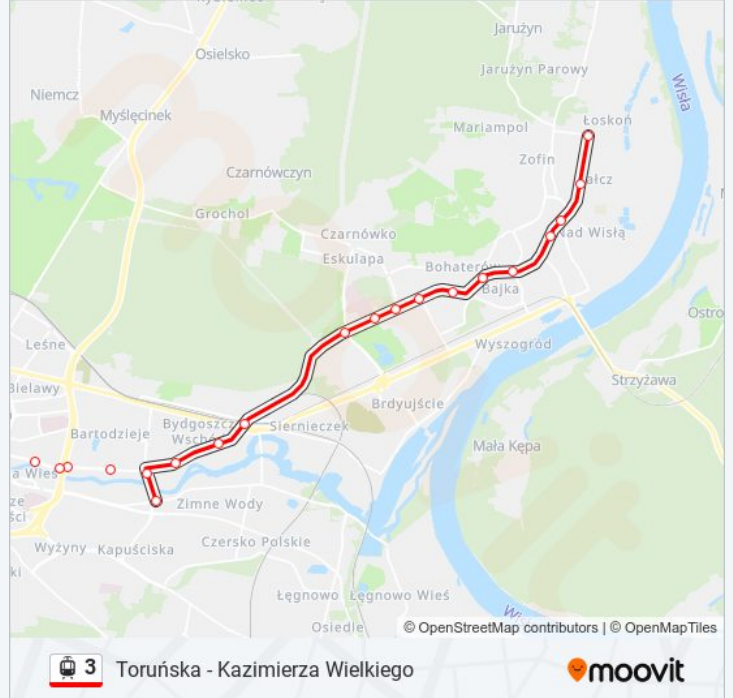 Jarużyn
Osielsko
Jarużyn Parowy
Wisła
Niemcz
Myślęcinek
Łoskoń
Mariampol
Zofin
ałcz
Czarnówczyn
Grochol
Czarnówko
Nad Wisłą
Eskulapa
Bohaterów
Bajka
Ostro
Leśne
Wyszogród
Strzyżawa
Bielawy
Brdyujście
Bydgoszcz
Wschód
Siernieczek
Bartodzieje
Mała Kępa
a Wieś
Zimne Wody
Wyżyny
Kapuściska
Czersko Polskie
Łęgnowo
Łęgnowo Wieś
Osiedle
© OpenStreetMap contributors | © OpenMapTiles
3 Toruńska - Kazimierza Wielkiego
moovit